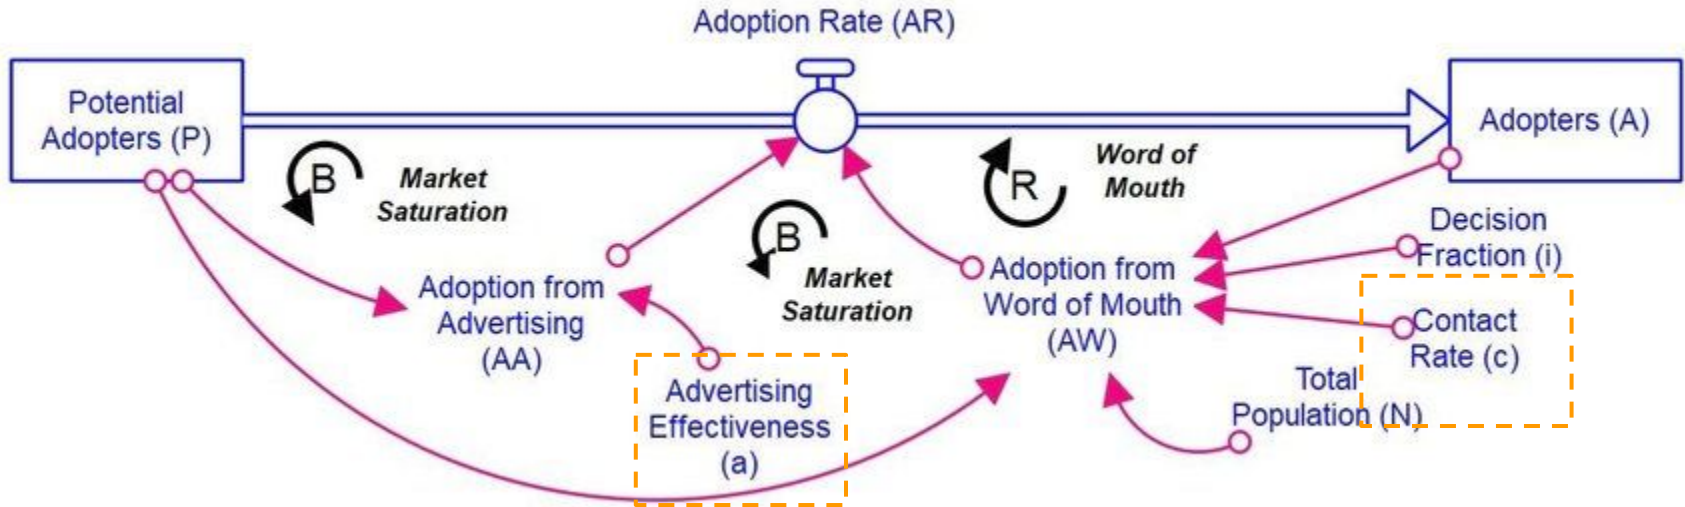 Adoption Rate (AR)
Potential
Adopters (P)
Adopters (A)
B
Market
Saturation
B
Market
Saturation
R
Word of
Mouth
Adoption from
Advertising
(AA)
Advertising
Effectiveness
(a)
Adoption from
Word of Mouth
(AW)
Decision
Fraction (i)
Contact
Rate (c)
Total
Population (N)